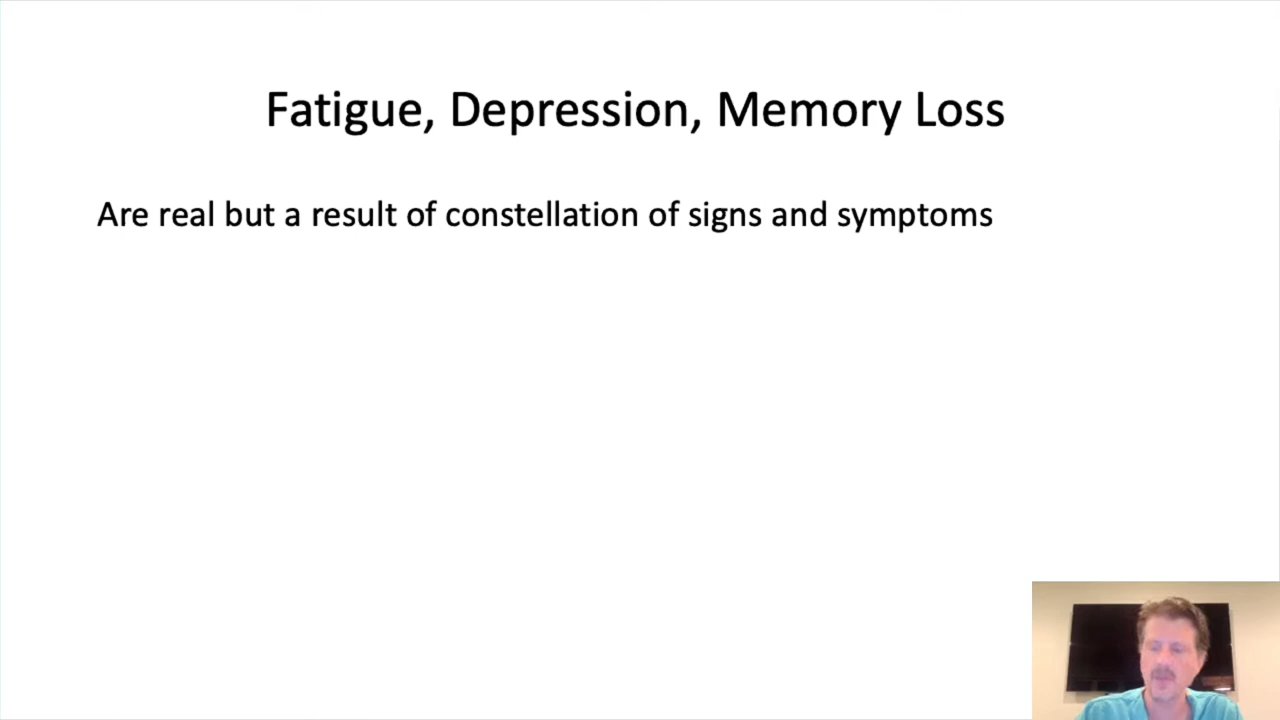 Fatigue, Depression, Memory Loss
Are real but a result of constellation of signs and symptoms